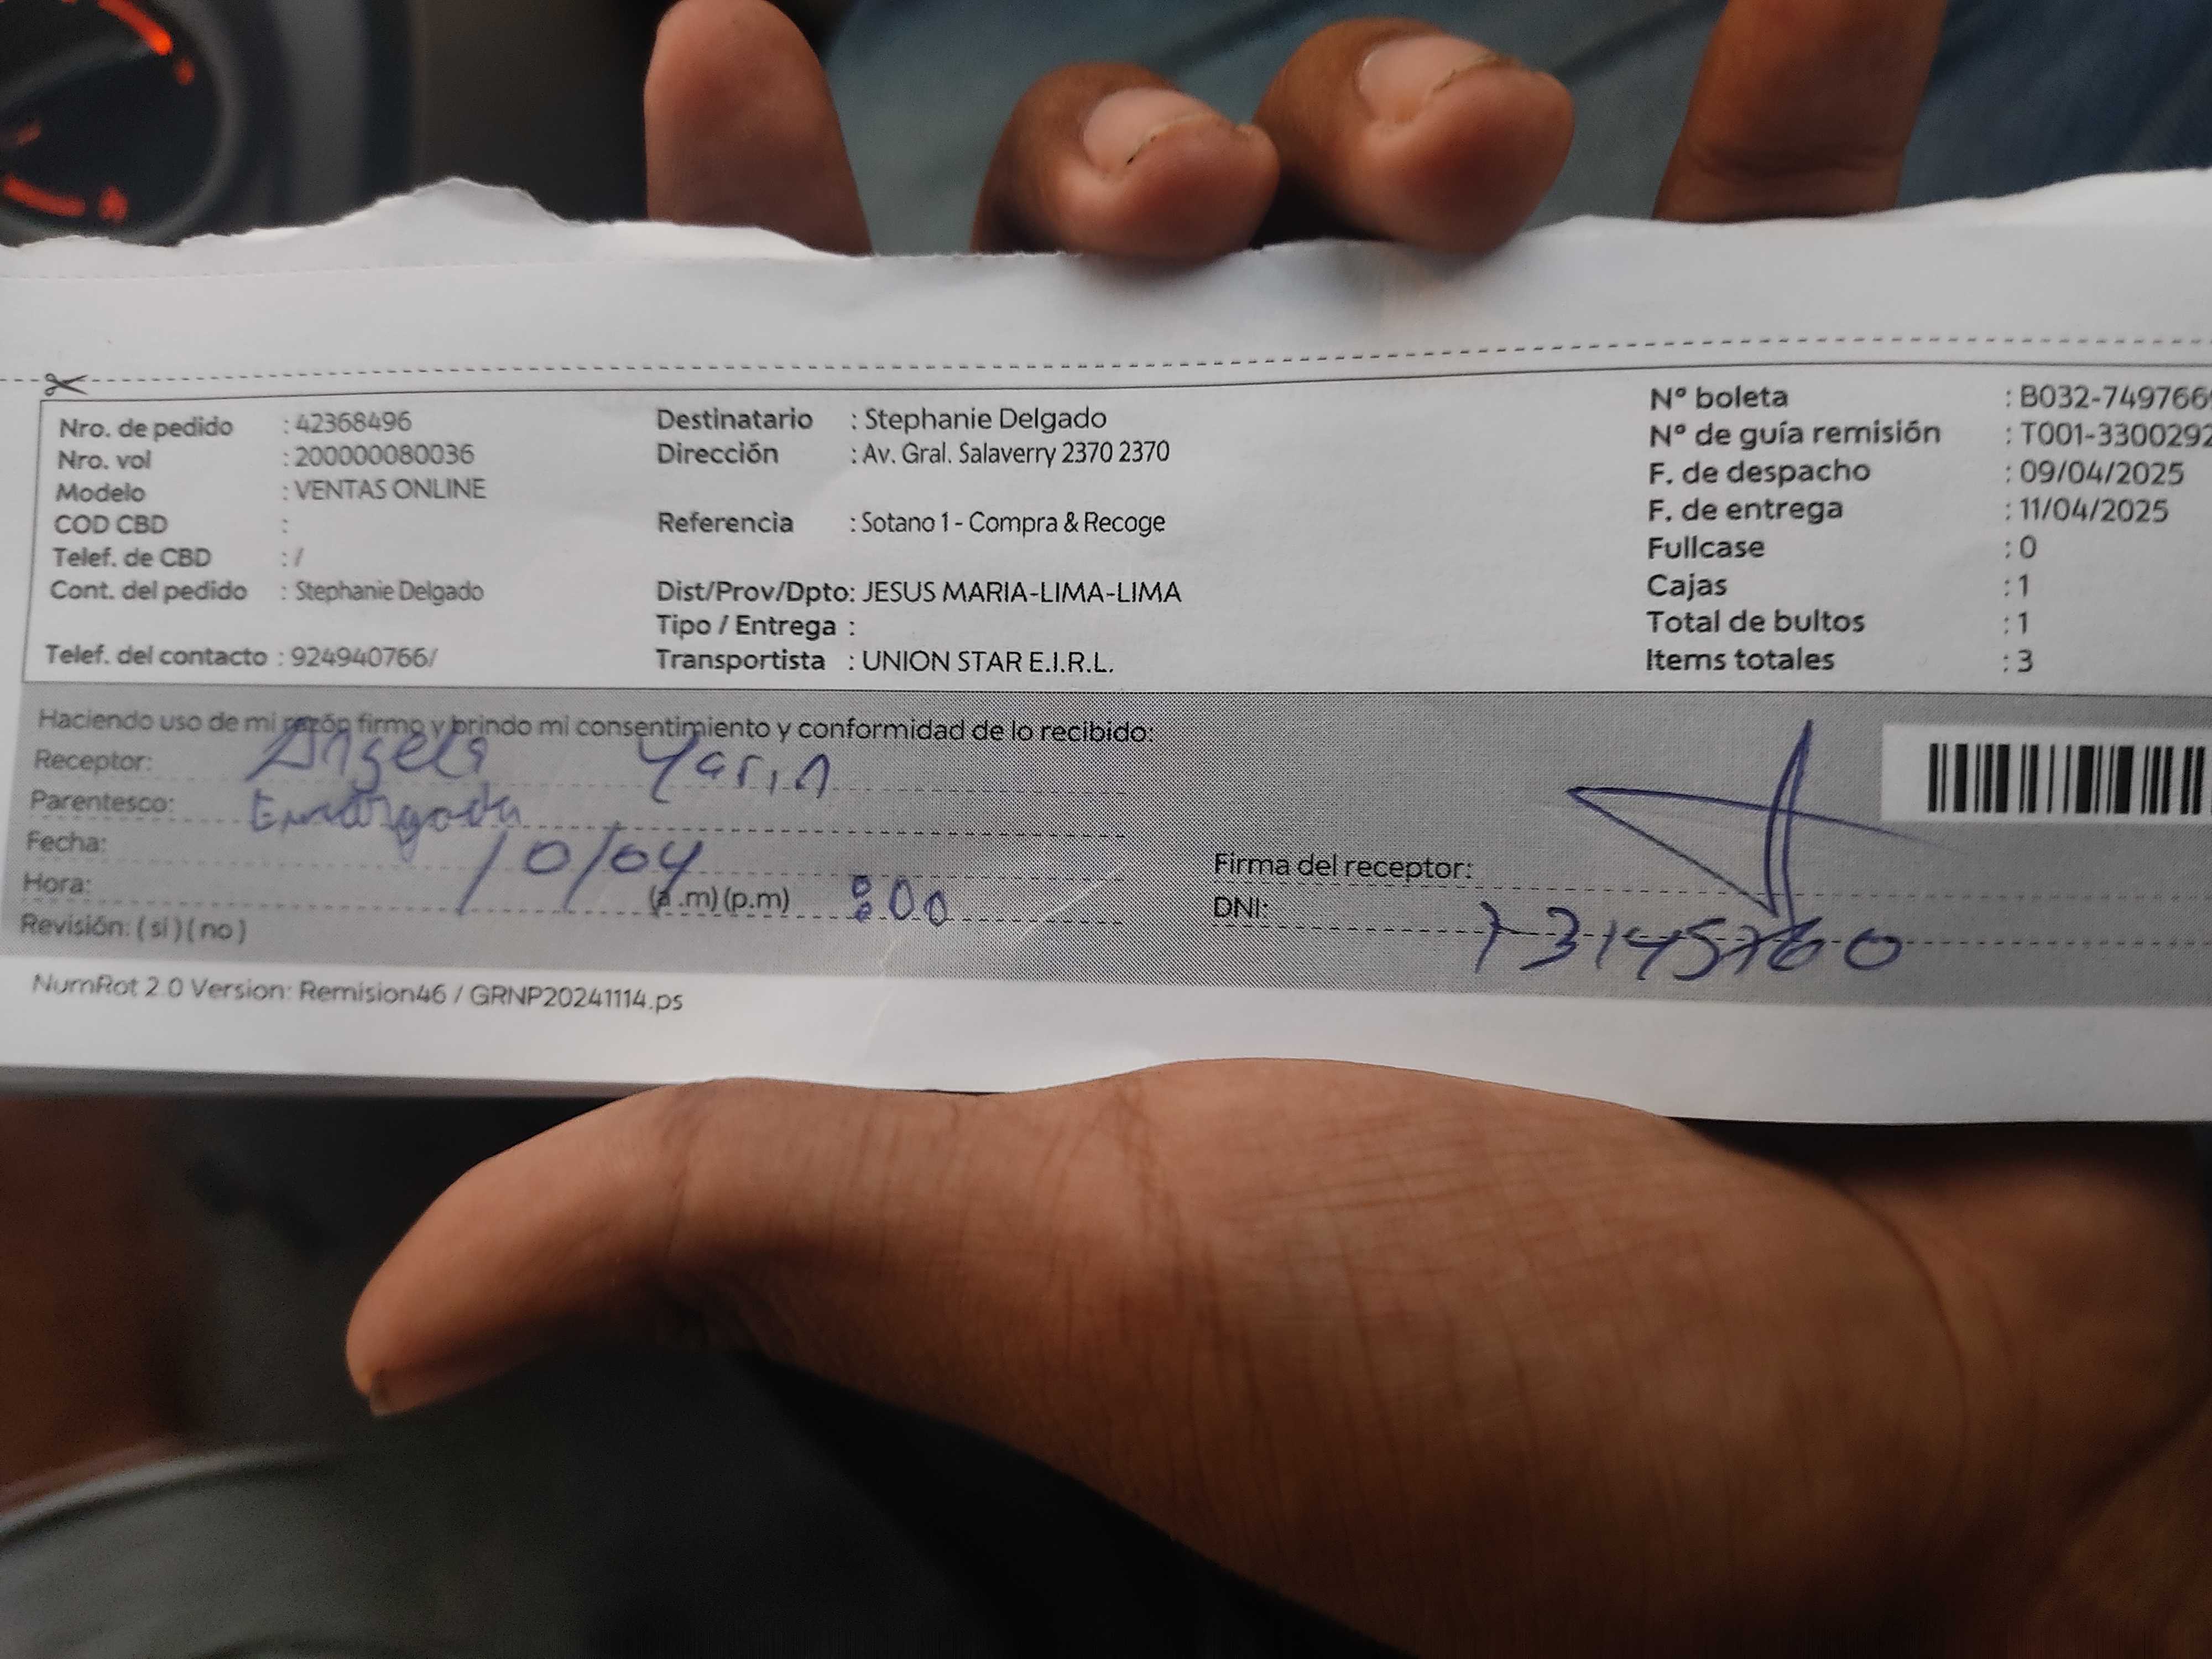 Nro. de pedido : 42368496
Nro. vol : 200000080036
Modelo : VENTAS ONLINE
COD CBD :
Telef. de CBD : /
Cont. del pedido : Stephanie Delgado
Telef. del contacto : 924940766/
Destinatario : Stephanie Delgado
Dirección : Av. Gral. Salaverry 2370 2370
Referencia : Sotano 1 - Compra & Recoge
Dist/Prov/Dpto: JESUS MARIA-LIMA-LIMA
Tipo / Entrega :
Transportista : UNION STAR E.I.R.L.
N° boleta : B032-749766
N° de guía remisión : T001-3300292
F. de despacho : 09/04/2025
F. de entrega : 11/04/2025
Fullcase : 0
Cajas : 1
Total de bultos : 1
Items totales : 3
Haciendo uso de mi razón firmo y brindo mi consentimiento y conformidad de lo recibido:
Receptor: Angela Yarin
Parentesco: Encargada
Fecha: 10/04
Hora: (a.m)(p.m) 8:00
Revisión: (si)(no)
Firma del receptor:
DNI: 73145760
NumRot 2.0 Version: Remision46 / GRNP20241114.ps